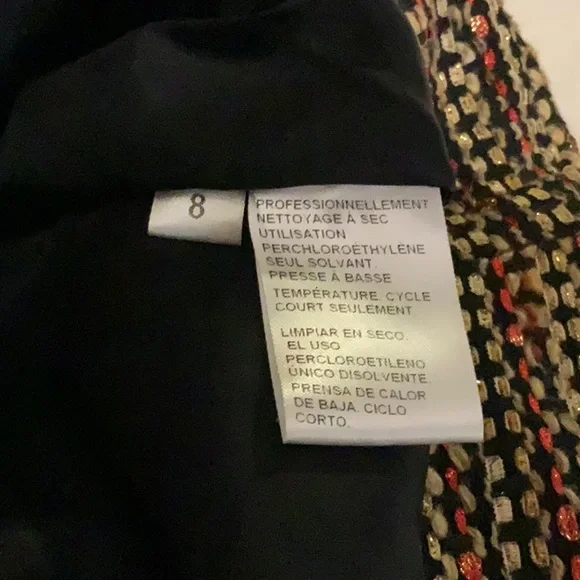 8
PROFESSIONNELLEMENT
NETTOYAGE À SEC
UTILISATION
PERCHLOROÉTHYLÈNE
SEUL SOLVANT.
PRESSE À BASSE
TEMPÉRATURE. CYCLE
COURT SEULEMENT
LIMPIAR EN SECO.
EL USO
PERCLOROETILENO
ÚNICO DISOLVENTE.
PRENSA DE CALOR
DE BAJA. CICLO
CORTO.